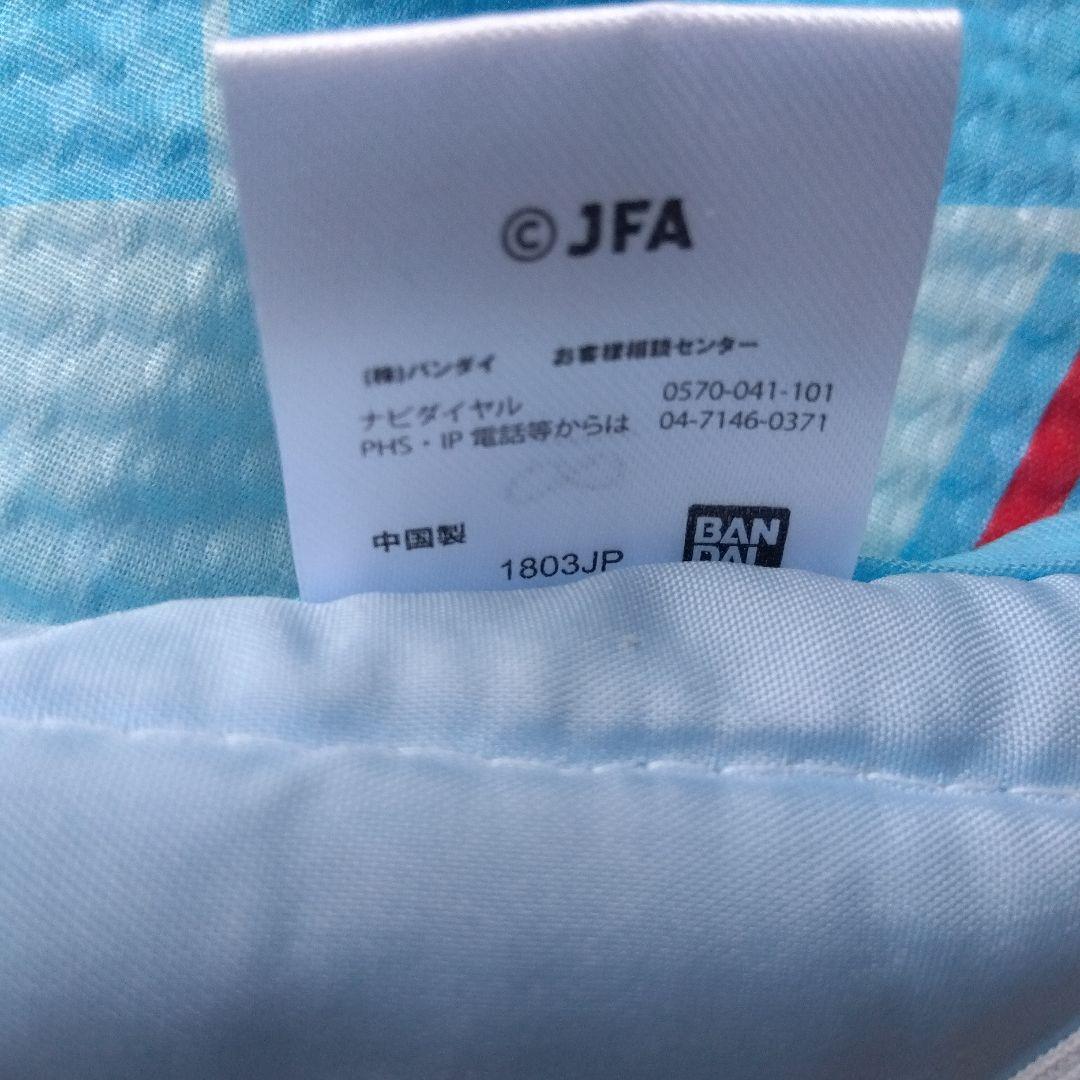 © JFA
(株)バンダイ お客様相談センター
ナビダイヤル 0570-041-101
PHS・IP 電話等からは 04-7146-0371
中国製
1803JP
BAN
DAI